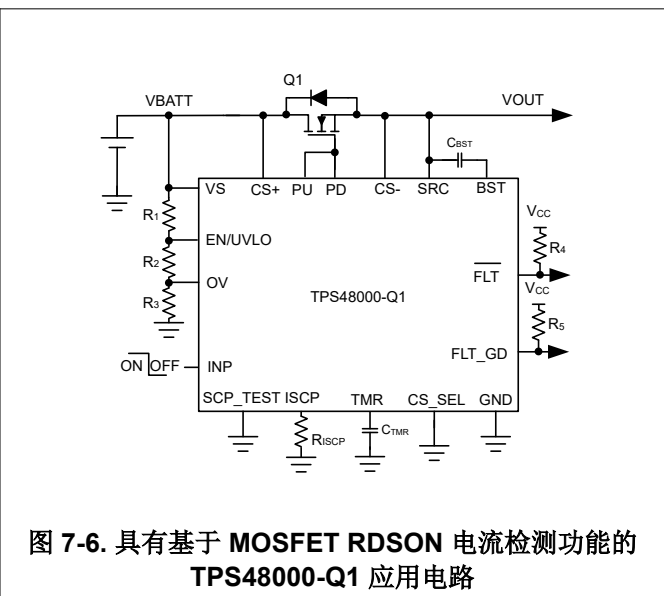 Q1
VBATT
VOUT
CBST
VS CS+ PU PD CS- SRC BST
R1
EN/UVLO
R2
OV
R3
TPS48000-Q1
VCC
R4
FLT
VCC
R5
FLT_GD
ON OFF INP
SCP_TEST ISCP TMR CS_SEL GND
RISCP
CTMR
图 7-6. 具有基于 MOSFET RDSON 电流检测功能的
TPS48000-Q1 应用电路